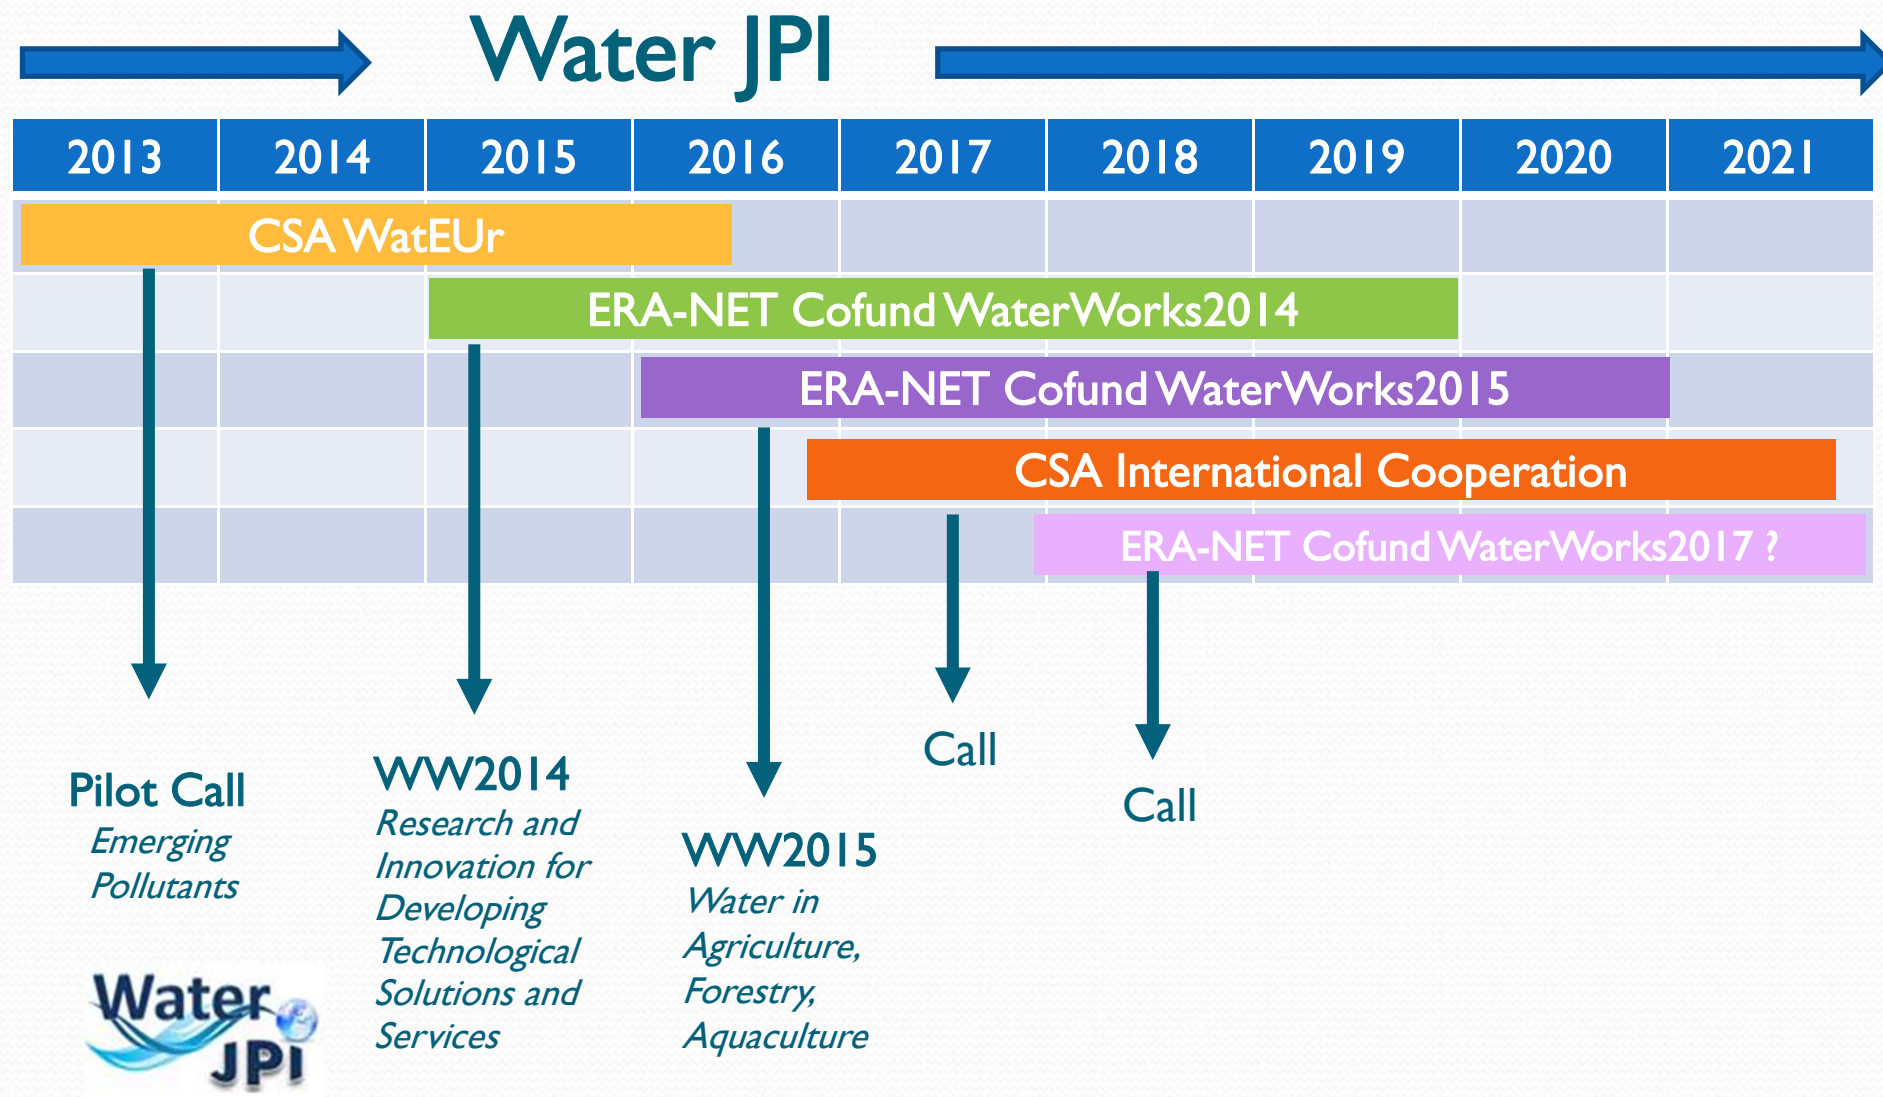 Water JPI
2013 2014 2015 2016 2017 2018 2019 2020 2021
CSA WatEUr
ERA-NET Cofund WaterWorks2014
ERA-NET Cofund WaterWorks2015
CSA International Cooperation
ERA-NET Cofund WaterWorks2017 ?
Pilot Call
Emerging
Pollutants
WW2014
Research and
Innovation for
Developing
Technological
Solutions and
Services
WW2015
Water in
Agriculture,
Forestry,
Aquaculture
Call
Call
Water
JPI